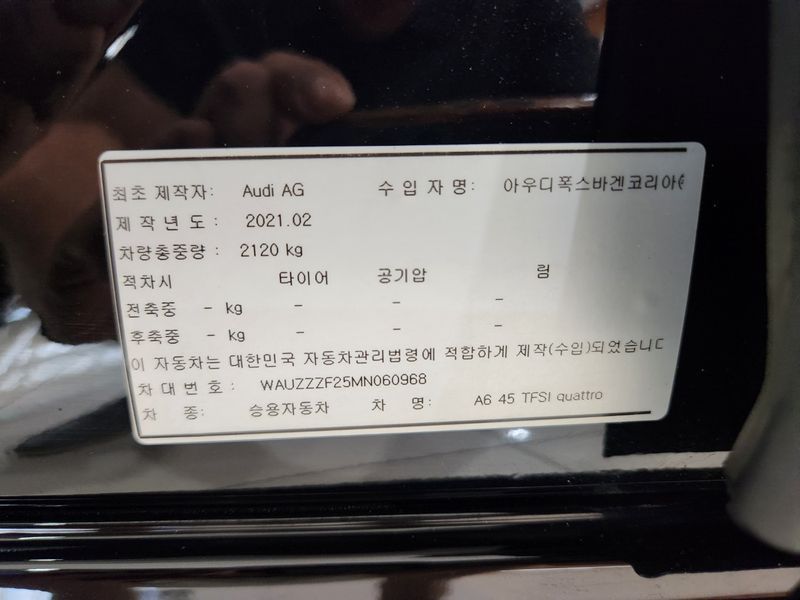 최초 제작자: Audi AG 수 입 자 명: 아우디폭스바겐코리아(
제 작 년 도 : 2021.02
차량총중량 : 2120 kg
적차시 타이어 공기압 림
전축중 - kg - - -
후축중 - kg - - -
이 자동차는 대한민국 자동차관리법령에 적합하게 제작(수입)되었습니
차 대 번 호 : WAUZZZF25MN060968
차 종: 승용자동차 차 명: A6 45 TFSI quattro